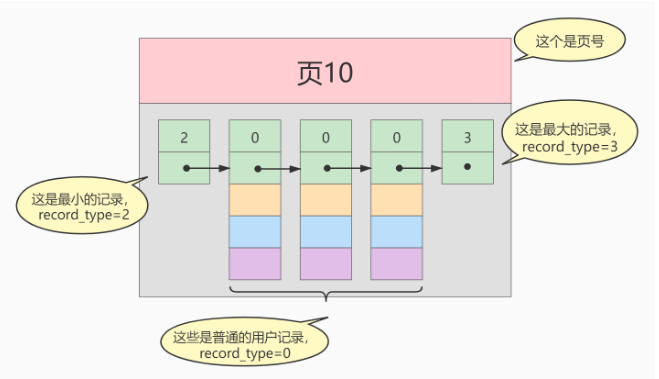 这个是页号
页10
这是最大的记录，
record_type=3
2
0
0
0
3
这是最小的记录，
record_type=2
这些是普通的用户记录，
record_type=0